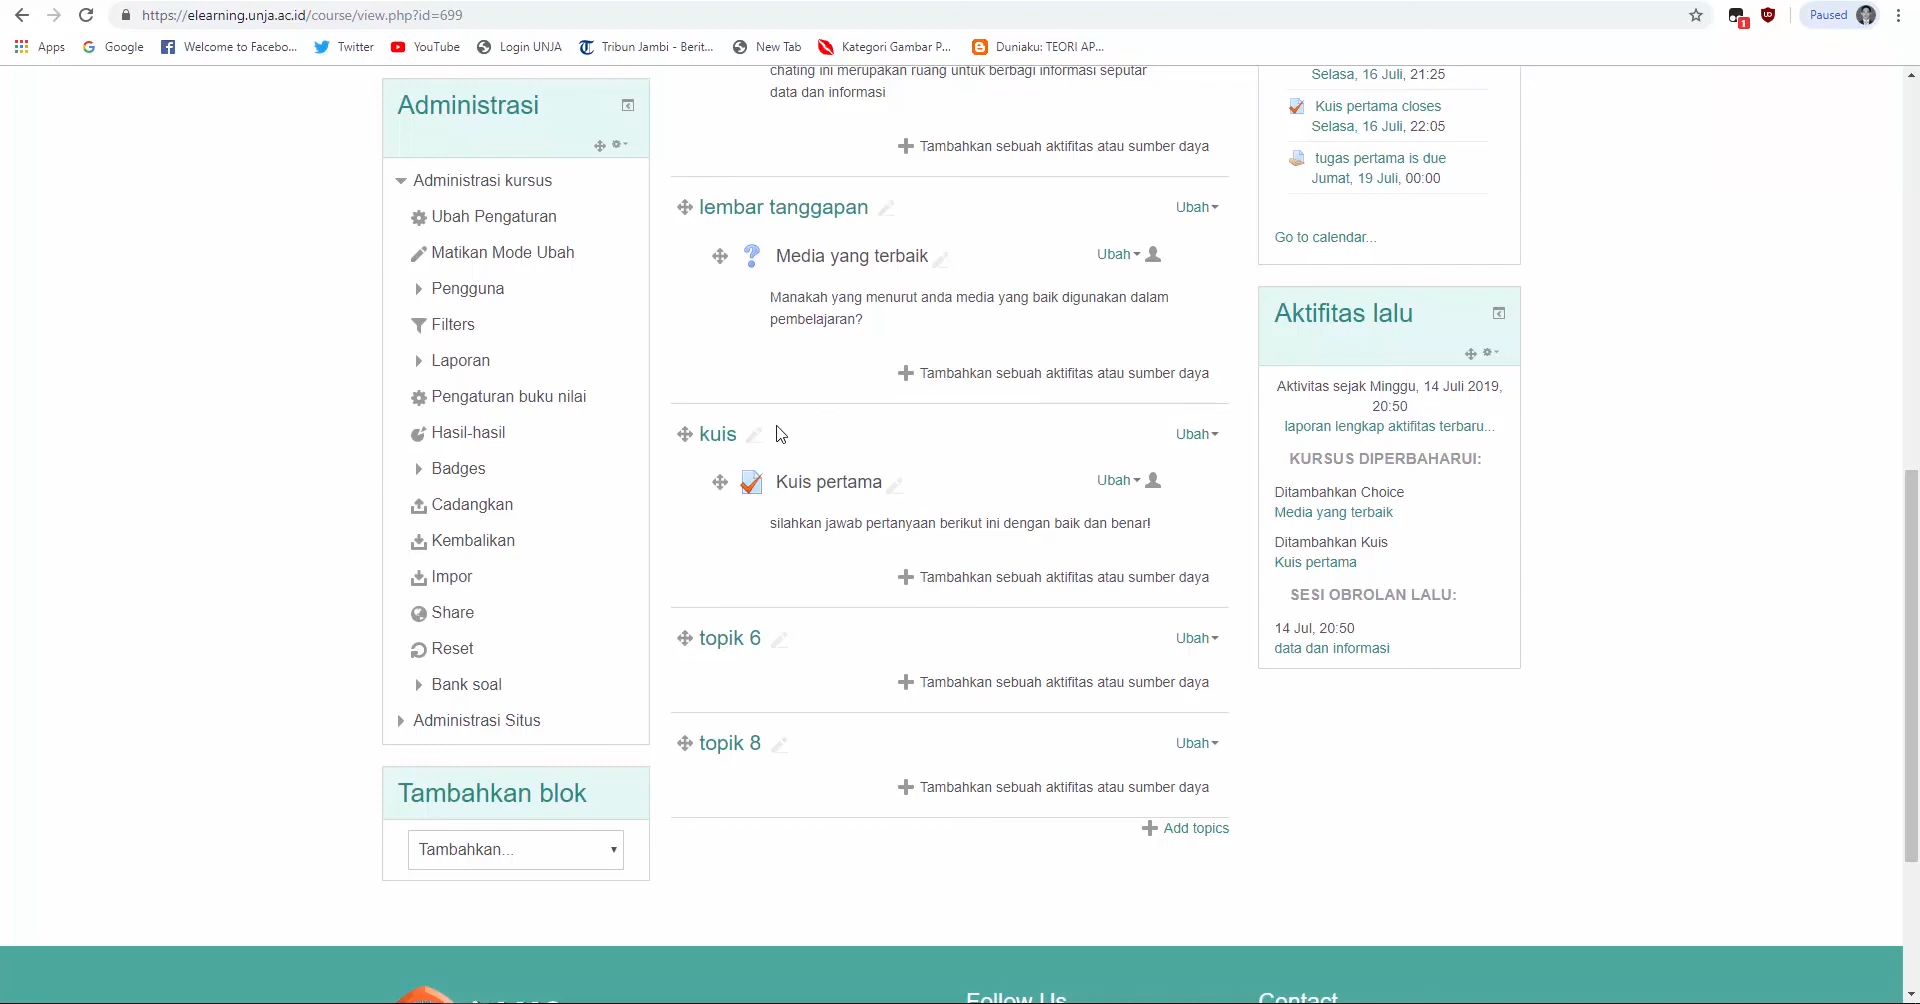 https://elearning.unja.ac.id/course/view.php?id=699
1
UD
Paused
Apps
Google
Welcome to Facebo...
Twitter
YouTube
Login UNJA
Tribun Jambi - Berit...
New Tab
Kategori Gambar P...
Duniaku: TEORI AP...
Administrasi
Administrasi kursus
Ubah Pengaturan
Matikan Mode Ubah
Pengguna
Filters
Laporan
Pengaturan buku nilai
Hasil-hasil
Badges
Cadangkan
Kembalikan
Impor
Share
Reset
Bank soal
Administrasi Situs
Tambahkan blok
Tambahkan...
chating ini merupakan ruang untuk berbagi informasi seputar
data dan informasi
Tambahkan sebuah aktifitas atau sumber daya
lembar tanggapan
Ubah
Media yang terbaik
Ubah
Manakah yang menurut anda media yang baik digunakan dalam
pembelajaran?
Tambahkan sebuah aktifitas atau sumber daya
kuis
Ubah
Kuis pertama
Ubah
silahkan jawab pertanyaan berikut ini dengan baik dan benar!
Tambahkan sebuah aktifitas atau sumber daya
topik 6
Ubah
Tambahkan sebuah aktifitas atau sumber daya
topik 8
Ubah
Tambahkan sebuah aktifitas atau sumber daya
Add topics
Selasa, 16 Juli, 21:25
Kuis pertama closes
Selasa, 16 Juli, 22:05
tugas pertama is due
Jumat, 19 Juli, 00:00
Go to calendar...
Aktifitas lalu
Aktivitas sejak Minggu, 14 Juli 2019,
20:50
laporan lengkap aktifitas terbaru...
KURSUS DIPERBAHARUI:
Ditambahkan Choice
Media yang terbaik
Ditambahkan Kuis
Kuis pertama
SESI OBROLAN LALU:
14 Jul, 20:50
data dan informasi
Follow Us
Contact